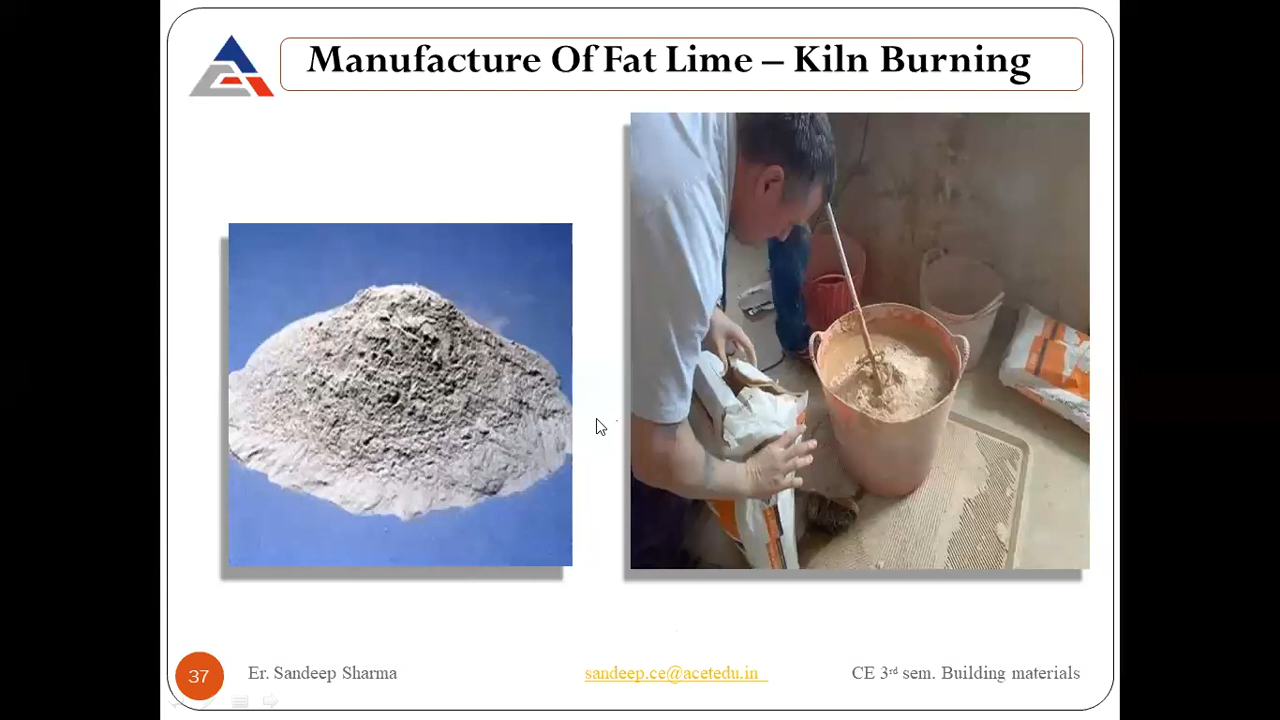 Manufacture Of Fat Lime – Kiln Burning
37
Er. Sandeep Sharma
sandeep.ce@acetedu.in
CE 3rd sem. Building materials